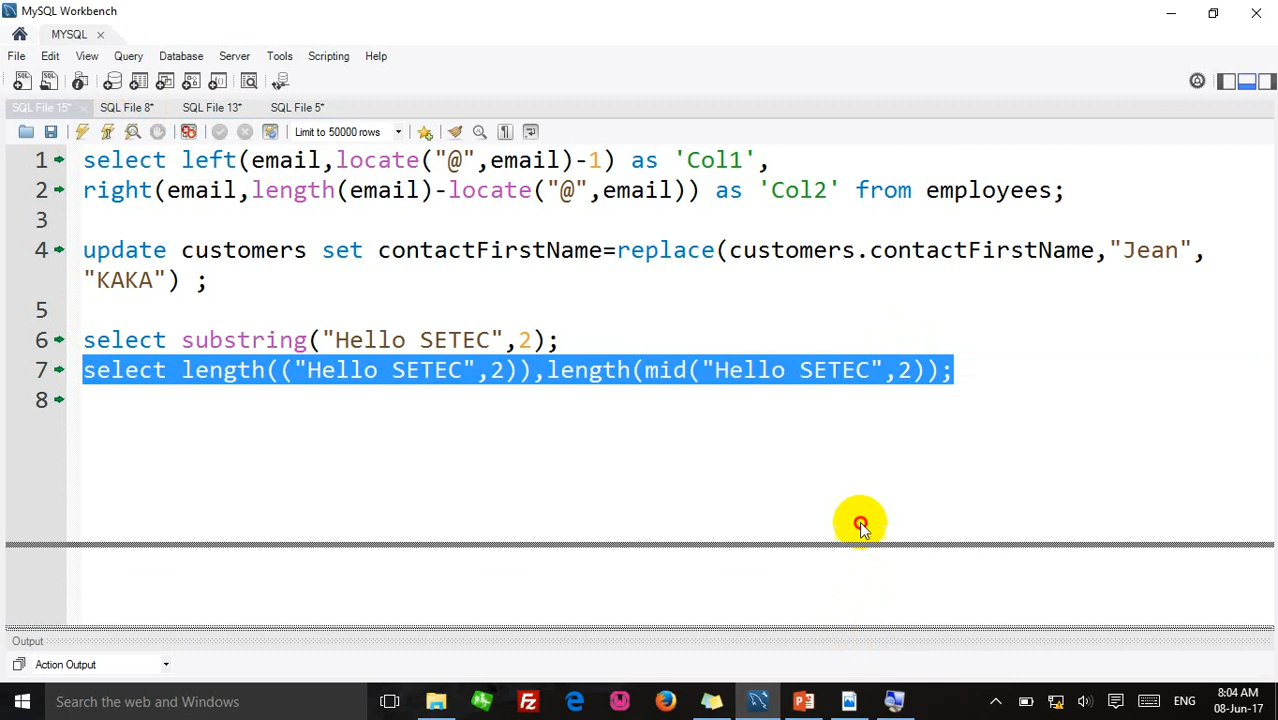 MySQL Workbench
MYSQL
File Edit View Query Database Server Tools Scripting Help
SQL File 15* SQL File 8* SQL File 13* SQL File 5*
Limit to 50000 rows
1 select left(email,locate("@",email)-1) as 'Col1',
2 right(email,length(email)-locate("@",email)) as 'Col2' from employees;
3
4 update customers set contactFirstName=replace(customers.contactFirstName,"Jean",
"KAKA") ;
5
6 select substring("Hello SETEC",2);
7 select length(("Hello SETEC",2)),length(mid("Hello SETEC",2));
8
Output
Action Output
Search the web and Windows
ENG
8:04 AM
08-Jun-17